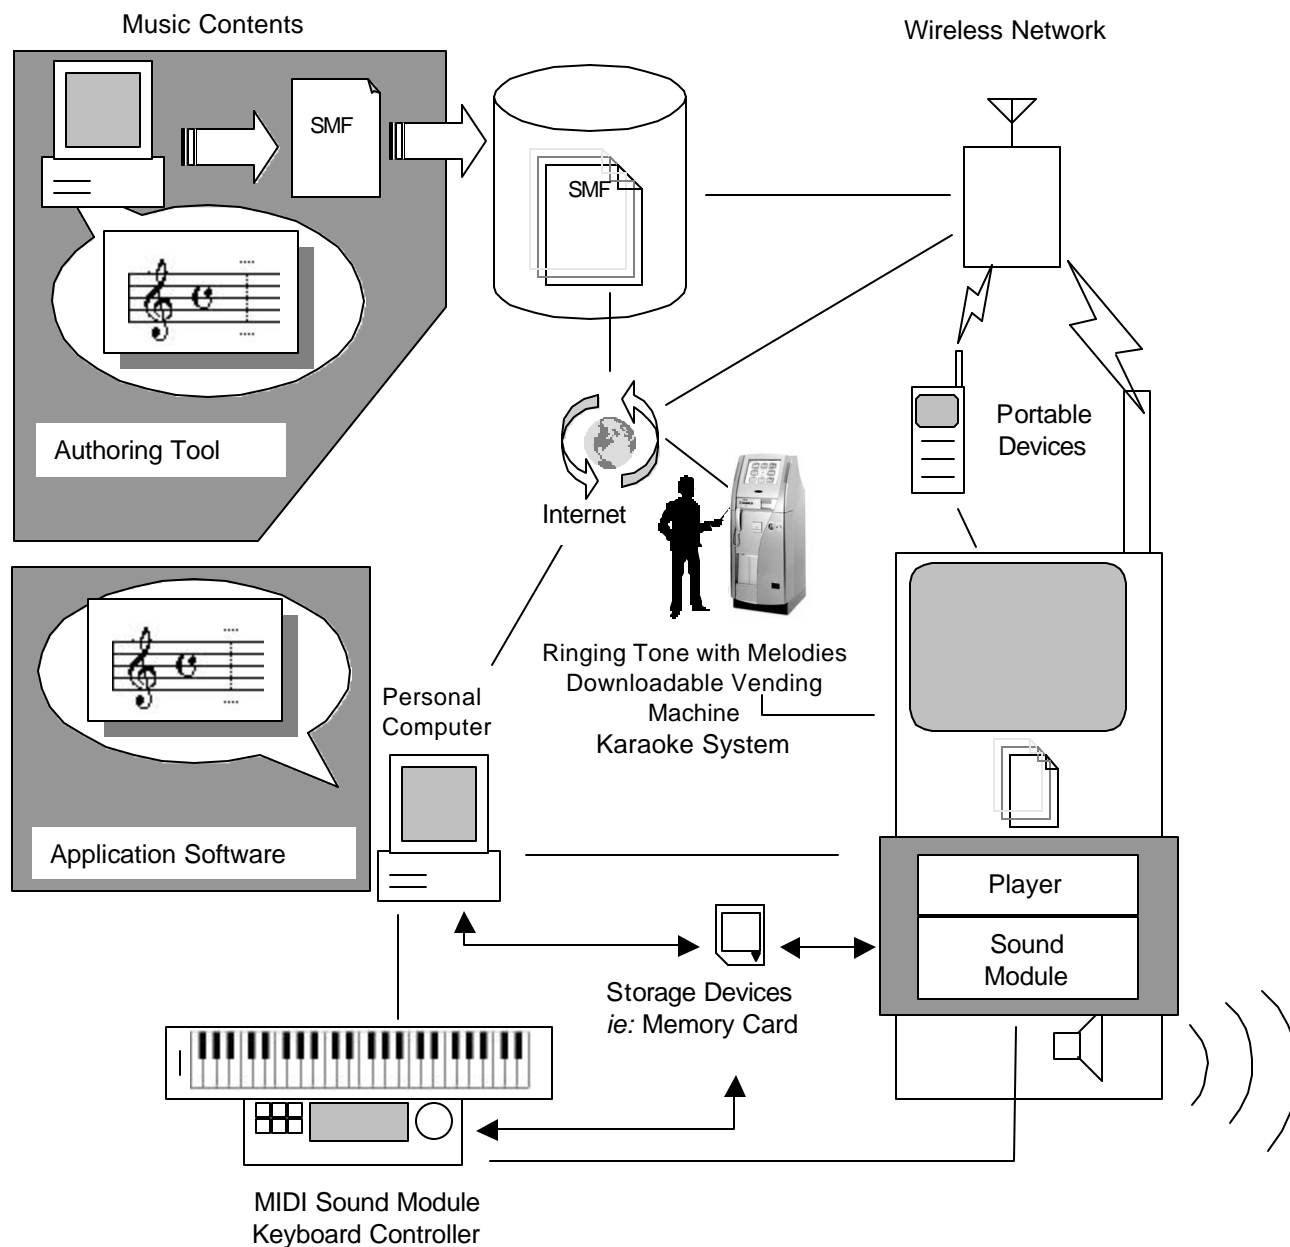 Music Contents
Wireless Network
SMF
SMF
Authoring Tool
Portable
Devices
Internet
Ringing Tone with Melodies
Downloadable Vending
Machine
Karaoke System
Personal
Computer
Application Software
Player
Sound
Module
Storage Devices
ie: Memory Card
MIDI Sound Module
Keyboard Controller